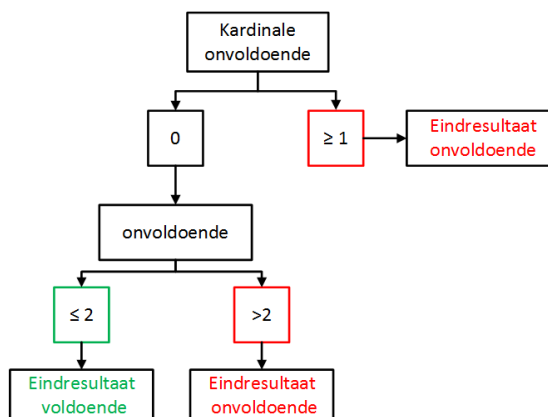 Kardinale
onvoldoende
0
≥ 1
Eindresultaat
onvoldoende
onvoldoende
≤ 2
>2
Eindresultaat
voldoende
Eindresultaat
onvoldoende